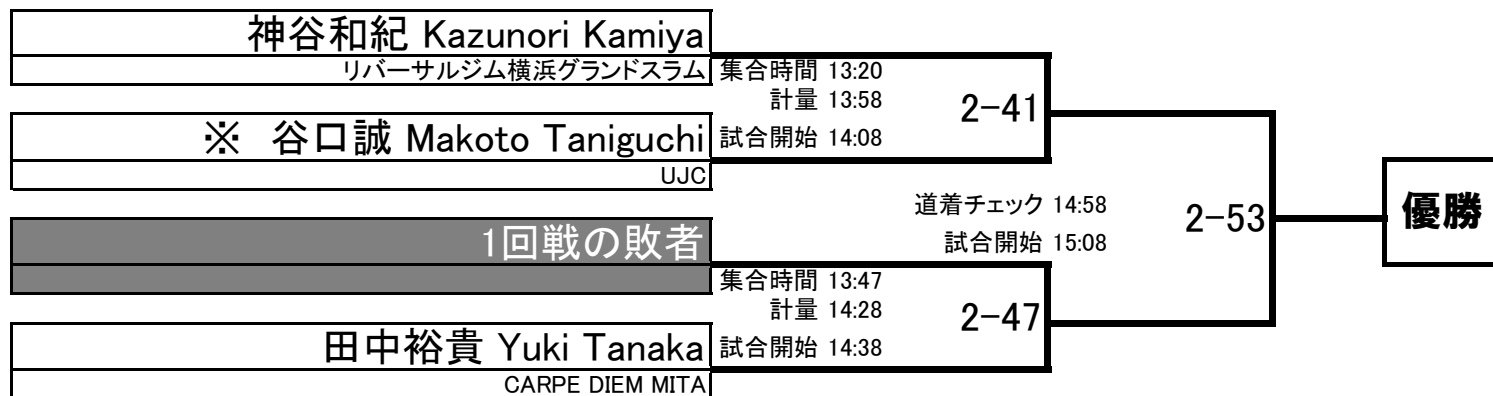 神谷和紀 Kazunori Kamiya
リバーサルジム横浜グランドスラム
集合時間 13:20
計量 13:58
2-41
※ 谷口誠 Makoto Taniguchi
試合開始 14:08
UJC
道着チェック 14:58
2-53
優勝
1回戦の敗者
試合開始 15:08
集合時間 13:47
計量 14:28
2-47
田中裕貴 Yuki Tanaka
試合開始 14:38
CARPE DIEM MITA